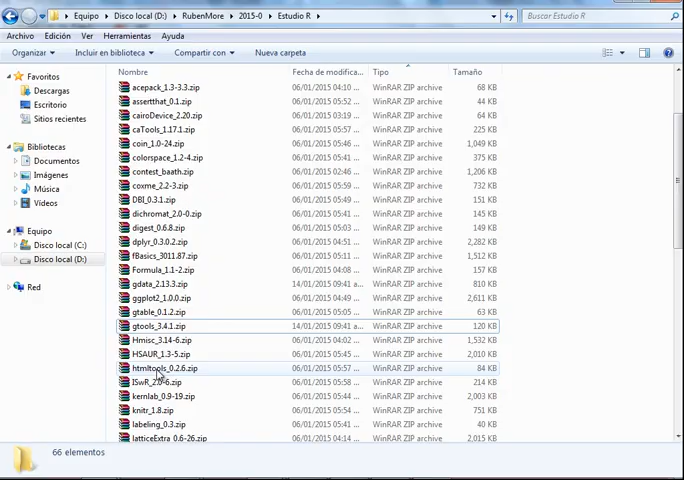 Equipo ▸ Disco local (D:) ▸ RubenMore ▸ 2015-0 ▸ Estudio R ▸
Buscar Estudio R
Archivo Edición Ver Herramientas Ayuda
Organizar Incluir en biblioteca Compartir con Nueva carpeta
Nombre Fecha de modifica... Tipo Tamaño
Favoritos
Descargas
Escritorio
Sitios recientes
Bibliotecas
Documentos
Imágenes
Música
Vídeos
Equipo
Disco local (C:)
Disco local (D:)
Red
acepack_1.3-3.3.zip 06/01/2015 04:10 ... WinRAR ZIP archive 68 KB
assertthat_0.1.zip 06/01/2015 05:52 ... WinRAR ZIP archive 44 KB
cairoDevice_2.20.zip 06/01/2015 03:19 ... WinRAR ZIP archive 64 KB
caTools_1.17.1.zip 06/01/2015 05:57 ... WinRAR ZIP archive 225 KB
coin_1.0-24.zip 06/01/2015 05:46 ... WinRAR ZIP archive 1,049 KB
colorspace_1.2-4.zip 06/01/2015 05:41 ... WinRAR ZIP archive 375 KB
contest_baath.zip 06/01/2015 02:46 ... WinRAR ZIP archive 1,206 KB
coxme_2.2-3.zip 06/01/2015 05:59 ... WinRAR ZIP archive 732 KB
DBI_0.3.1.zip 06/01/2015 05:49 ... WinRAR ZIP archive 151 KB
dichromat_2.0-0.zip 06/01/2015 05:41 ... WinRAR ZIP archive 145 KB
digest_0.6.8.zip 06/01/2015 05:03 ... WinRAR ZIP archive 149 KB
dplyr_0.3.0.2.zip 06/01/2015 04:51 ... WinRAR ZIP archive 2,282 KB
fBasics_3011.87.zip 06/01/2015 05:11 ... WinRAR ZIP archive 1,512 KB
Formula_1.1-2.zip 06/01/2015 04:08 ... WinRAR ZIP archive 157 KB
gdata_2.13.3.zip 14/01/2015 09:41 a... WinRAR ZIP archive 810 KB
ggplot2_1.0.0.zip 06/01/2015 04:49 ... WinRAR ZIP archive 2,611 KB
gtable_0.1.2.zip 06/01/2015 05:05 ... WinRAR ZIP archive 63 KB
gtools_3.4.1.zip 14/01/2015 09:41 a... WinRAR ZIP archive 120 KB
Hmisc_3.14-6.zip 06/01/2015 04:02 ... WinRAR ZIP archive 1,532 KB
HSAUR_1.3-5.zip 06/01/2015 05:45 ... WinRAR ZIP archive 2,010 KB
htmltools_0.2.6.zip 06/01/2015 05:57 ... WinRAR ZIP archive 84 KB
ISwR_2.0-6.zip 06/01/2015 05:58 ... WinRAR ZIP archive 214 KB
kernlab_0.9-19.zip 06/01/2015 05:44 ... WinRAR ZIP archive 2,003 KB
knitr_1.8.zip 06/01/2015 05:54 ... WinRAR ZIP archive 751 KB
labeling_0.3.zip 06/01/2015 05:41 ... WinRAR ZIP archive 40 KB
latticeExtra_0.6-26.zip 06/01/2015 04:14 ... WinRAR ZIP archive 2,015 KB
66 elementos